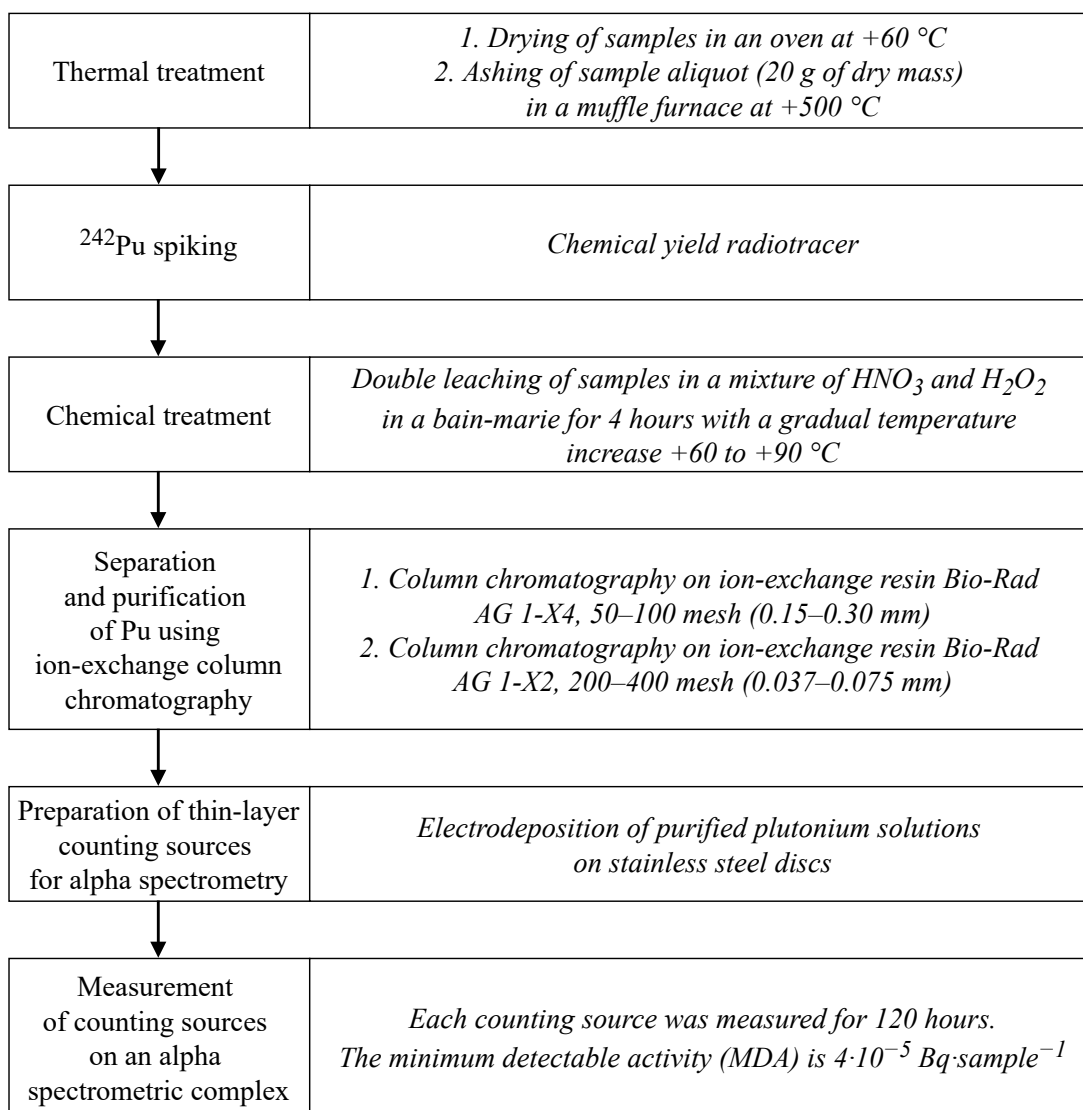 Thermal treatment
1. Drying of samples in an oven at +60 °C
2. Ashing of sample aliquot (20 g of dry mass)
in a muffle furnace at +500 °C
²⁴²Pu spiking
Chemical yield radiotracer
Chemical treatment
Double leaching of samples in a mixture of HNO₃ and H₂O₂
in a bain-marie for 4 hours with a gradual temperature
increase +60 to +90 °C
Separation
and purification
of Pu using
ion-exchange column
chromatography
1. Column chromatography on ion-exchange resin Bio-Rad
AG 1-X4, 50–100 mesh (0.15–0.30 mm)
2. Column chromatography on ion-exchange resin Bio-Rad
AG 1-X2, 200–400 mesh (0.037–0.075 mm)
Preparation of thin-layer
counting sources
for alpha spectrometry
Electrodeposition of purified plutonium solutions
on stainless steel discs
Measurement
of counting sources
on an alpha
spectrometric complex
Each counting source was measured for 120 hours.
The minimum detectable activity (MDA) is 4·10⁻⁵ Bq·sample⁻¹